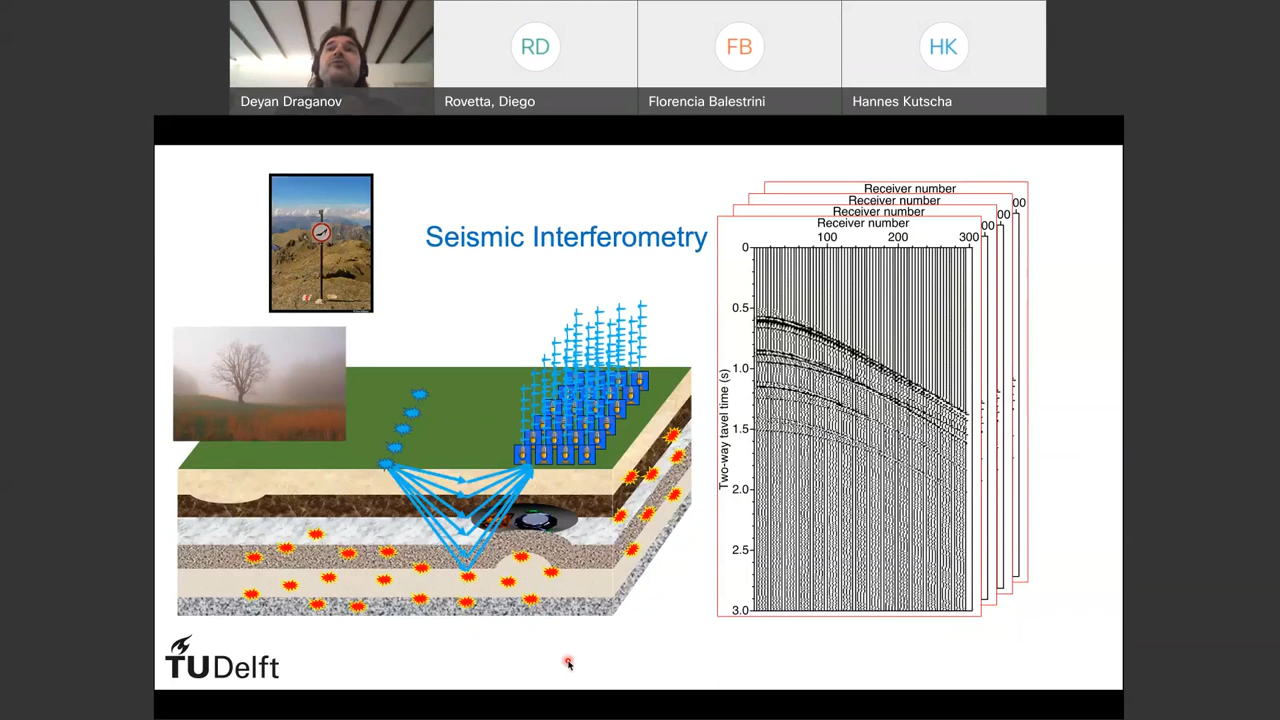 RD
FB
HK
Deyan Draganov
Rovetta, Diego
Florencia Balestrini
Hannes Kutscha
Seismic Interferometry
Receiver number
Receiver number
Receiver number
Receiver number
100 200 300 00 00 00
0
0.5
1.0
1.5
2.0
2.5
3.0
Two-way tavel time (s)
TUDelft